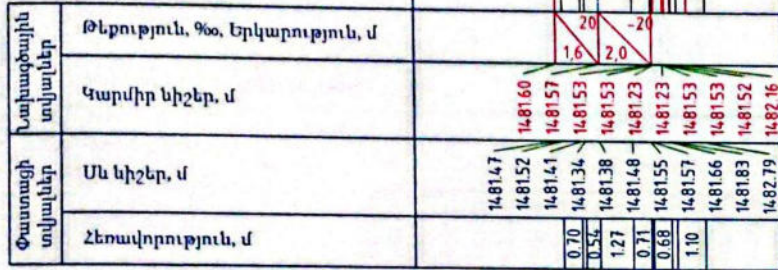 Նախագծային տվյալներ
Թեքություն, ‰, Երկարություն, մ
20 -20
1,6 2,0
Կարմիր նիշեր, մ
1481.60 1481.57 1481.53 1481.53 1481.23 1481.23 1481.53 1481.53 1481.52 1482.16
Փաստացի տվյալներ
Սև նիշեր, մ
1481.47 1481.52 1481.41 1481.34 1481.38 1481.48 1481.55 1481.57 1481.66 1481.83 1482.79
Հեռավորություն, մ
0.70 0.54 1.27 0.71 0.68 1.10